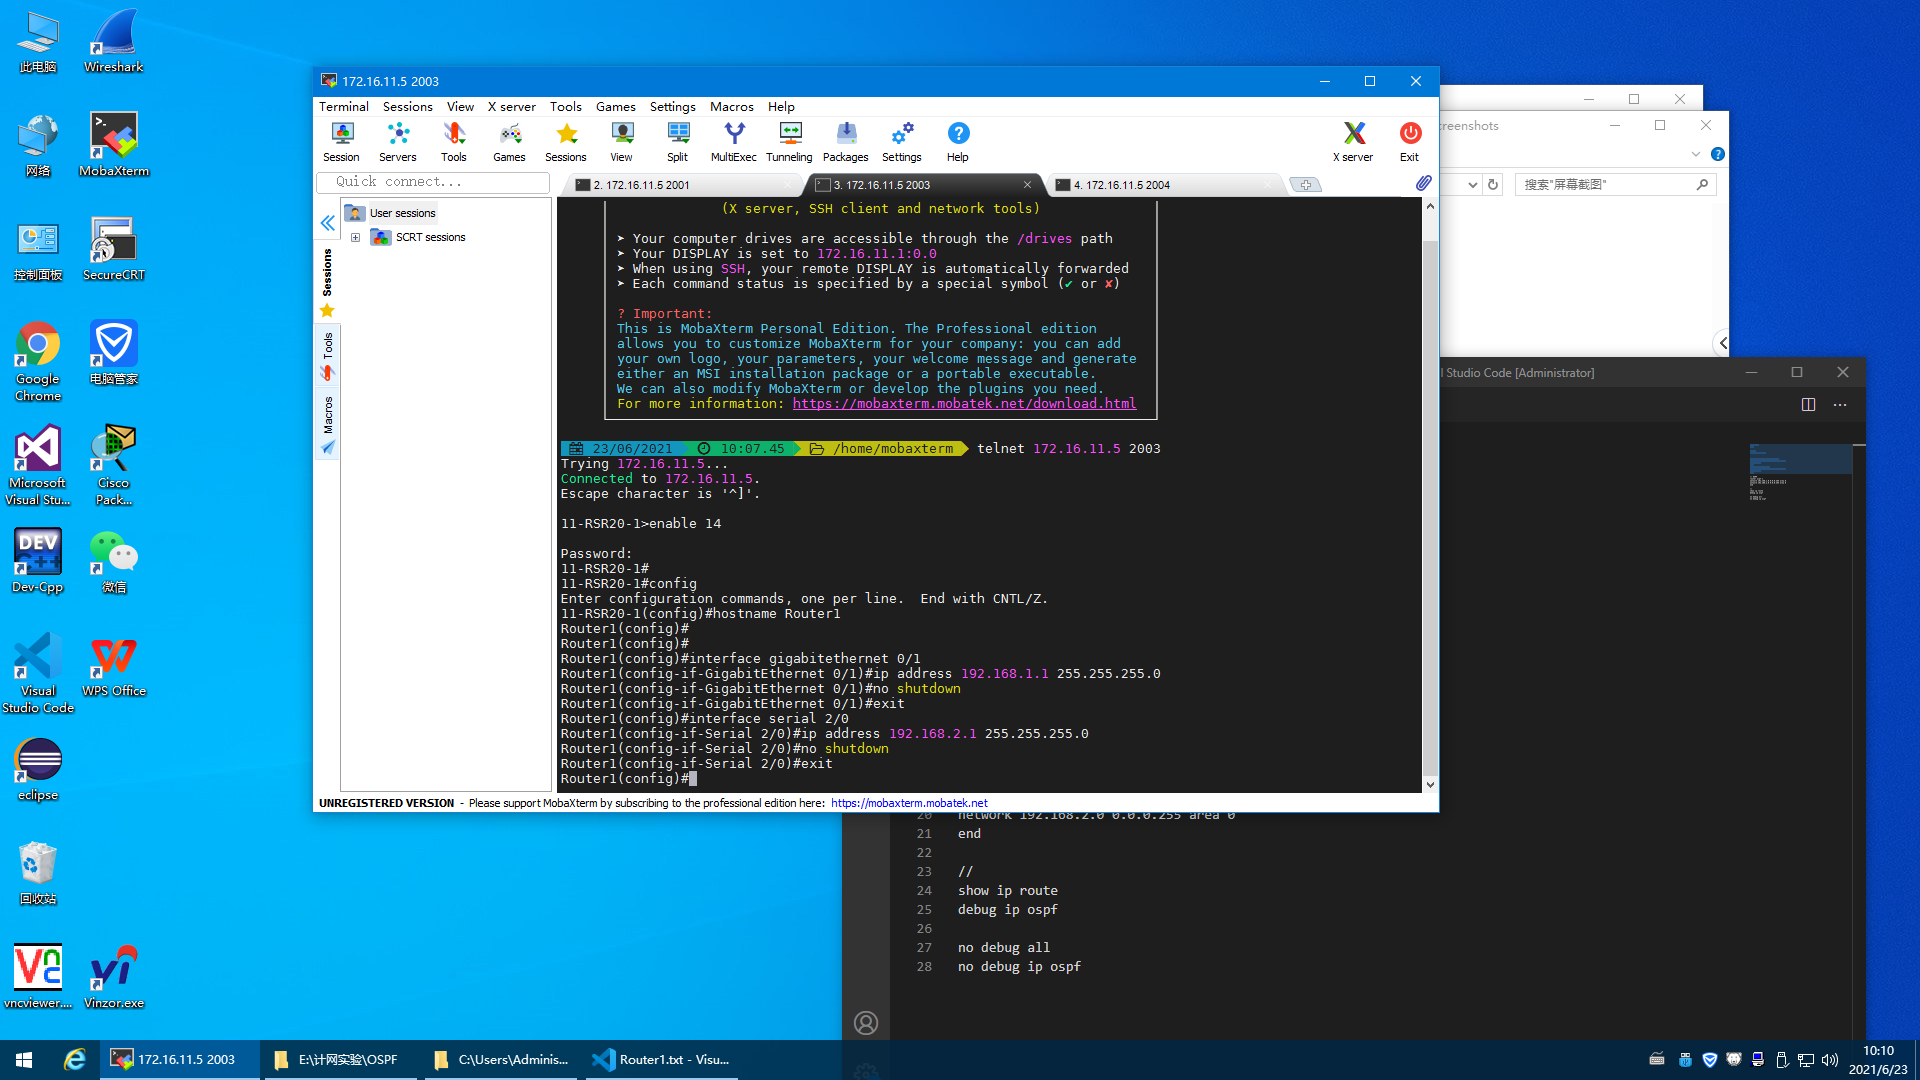 此电脑
Wireshark
网络
MobaXterm
控制面板
SecureCRT
Google
Chrome
电脑管家
Microsoft
Visual Stu...
Cisco
Pack...
Dev-Cpp
微信
Visual
Studio Code
WPS Office
eclipse
回收站
vncviewer....
Vinzor.exe
172.16.11.5 2003
Terminal Sessions View X server Tools Games Settings Macros Help
Session Servers Tools Games Sessions View Split MultiExec Tunneling Packages Settings Help X server Exit
Quick connect...
2. 172.16.11.5 2001
3. 172.16.11.5 2003
4. 172.16.11.5 2004
User sessions
SCRT sessions
Sessions
Tools
Macros
(X server, SSH client and network tools)
➤ Your computer drives are accessible through the /drives path
➤ Your DISPLAY is set to 172.16.11.1:0.0
➤ When using SSH, your remote DISPLAY is automatically forwarded
➤ Each command status is specified by a special symbol (✔ or ✘)
? Important:
This is MobaXterm Personal Edition. The Professional edition
allows you to customize MobaXterm for your company: you can add
your own logo, your parameters, your welcome message and generate
either an MSI installation package or a portable executable.
We can also modify MobaXterm or develop the plugins you need.
For more information: https://mobaxterm.mobatek.net/download.html
23/06/2021 10:07.45 /home/mobaxterm telnet 172.16.11.5 2003
Trying 172.16.11.5...
Connected to 172.16.11.5.
Escape character is '^]'.
11-RSR20-1>enable 14
Password:
11-RSR20-1#
11-RSR20-1#config
Enter configuration commands, one per line.  End with CNTL/Z.
11-RSR20-1(config)#hostname Router1
Router1(config)#
Router1(config)#
Router1(config)#interface gigabitethernet 0/1
Router1(config-if-GigabitEthernet 0/1)#ip address 192.168.1.1 255.255.255.0
Router1(config-if-GigabitEthernet 0/1)#no shutdown
Router1(config-if-GigabitEthernet 0/1)#exit
Router1(config)#interface serial 2/0
Router1(config-if-Serial 2/0)#ip address 192.168.2.1 255.255.255.0
Router1(config-if-Serial 2/0)#no shutdown
Router1(config-if-Serial 2/0)#exit
Router1(config)#
UNREGISTERED VERSION - Please support MobaXterm by subscribing to the professional edition here: https://mobaxterm.mobatek.net
reenshots
搜索"屏幕截图"
l Studio Code [Administrator]
20 network 192.168.2.0 0.0.0.255 area 0
21 end
22
23 //
24 show ip route
25 debug ip ospf
26
27 no debug all
28 no debug ip ospf
172.16.11.5 2003
E:\计网实验\OSPF
C:\Users\Adminis...
Router1.txt - Visu...
10:10
2021/6/23